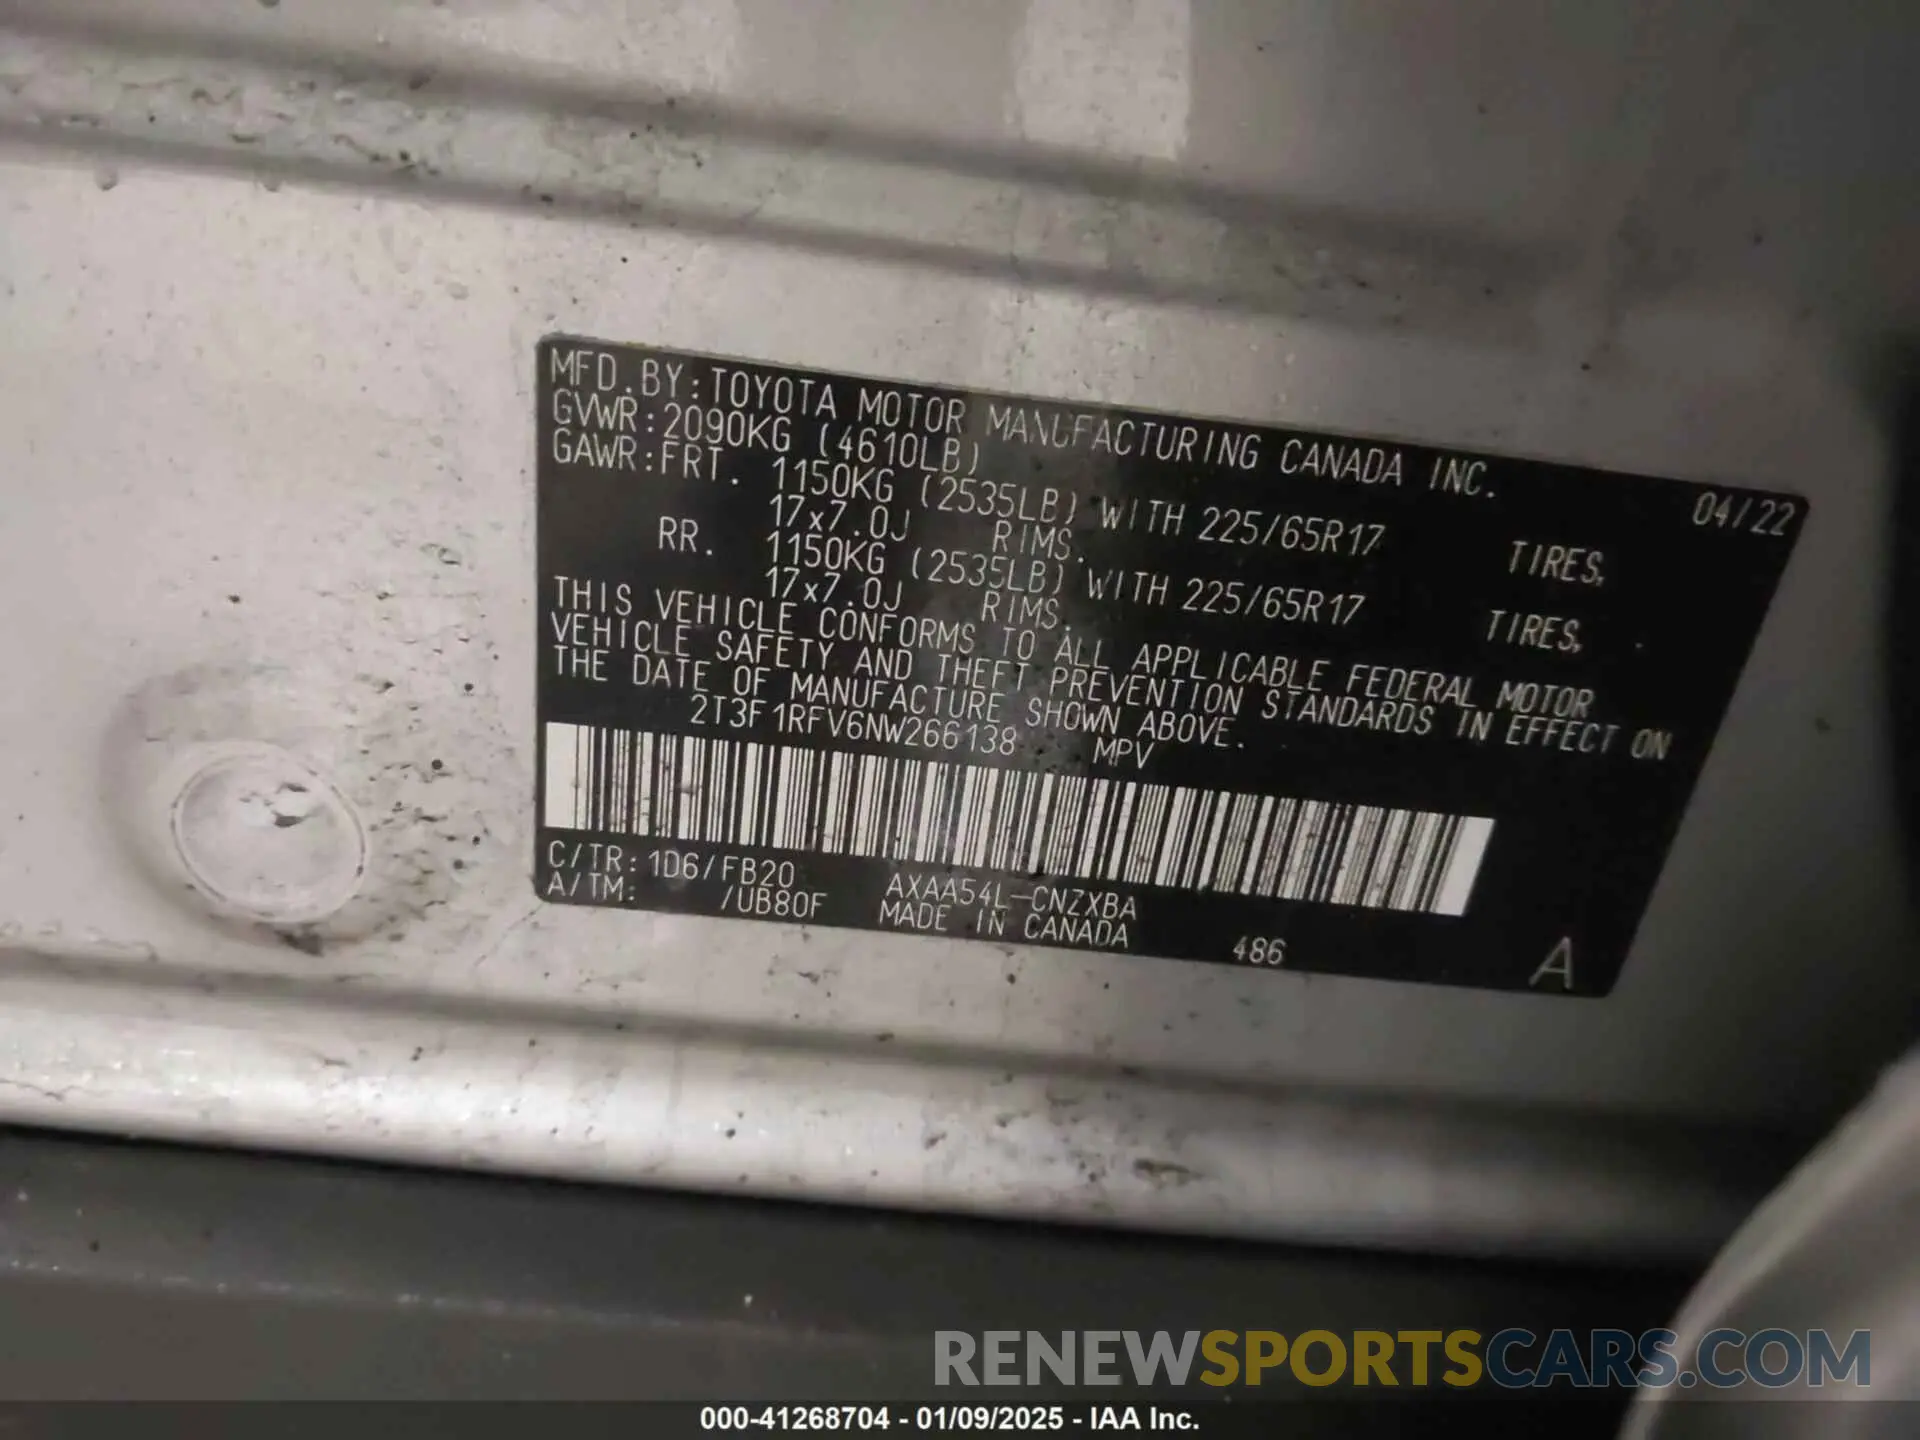 MFD.BY:TOYOTA MOTOR MANUFACTURING CANADA INC. 04/22
GVWR:2090KG (4610LB)
GAWR:FRT. 1150KG (2535LB) WITH 225/65R17 TIRES,
17x7.0J RIMS.
RR. 1150KG (2535LB) WITH 225/65R17 TIRES,
17x7.0J RIMS.
THIS VEHICLE CONFORMS TO ALL APPLICABLE FEDERAL MOTOR
VEHICLE SAFETY AND THEFT PREVENTION STANDARDS IN EFFECT ON
THE DATE OF MANUFACTURE SHOWN ABOVE.
2T3F1RFV6NW266138 MPV
C/TR:1D6/FB20 AXAA54L-CNZXBA
A/TM: /UB80F MADE IN CANADA 486 A
RENEWSPORTSCARS.COM
000-41268704 - 01/09/2025 - IAA Inc.